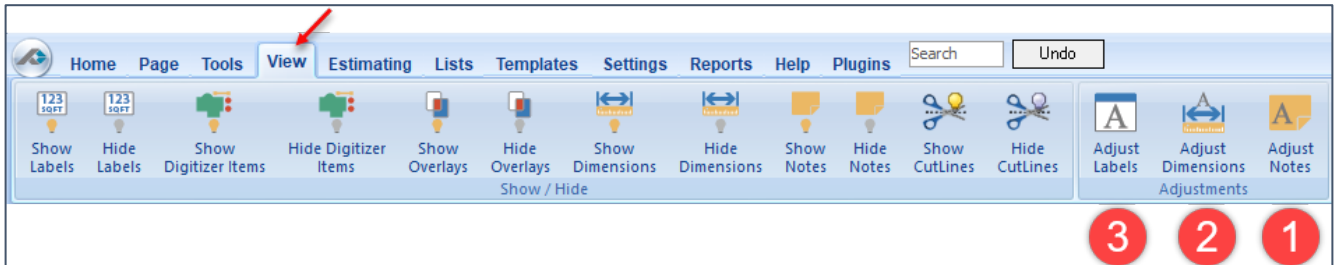 Home Page Tools View Estimating Lists Templates Settings Reports Help Plugins Search Undo
123 SQFT 123 SQFT A A A
Show Labels
Hide Labels
Show Digitizer Items
Hide Digitizer Items
Show Overlays
Hide Overlays
Show Dimensions
Hide Dimensions
Show Notes
Hide Notes
Show CutLines
Hide CutLines
Adjust Labels
Adjust Dimensions
Adjust Notes
Show / Hide Adjustments
3 2 1